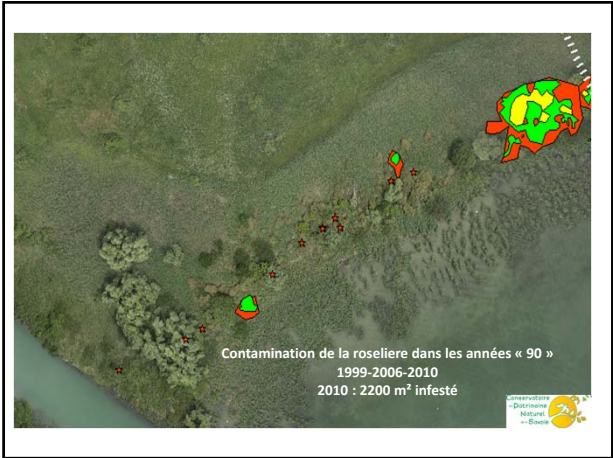 Contamination de la roseliere dans les années « 90 »
1999-2006-2010
2010 : 2200 m² infesté
Conservatoire
du Patrimoine
Naturel
de la Savoie